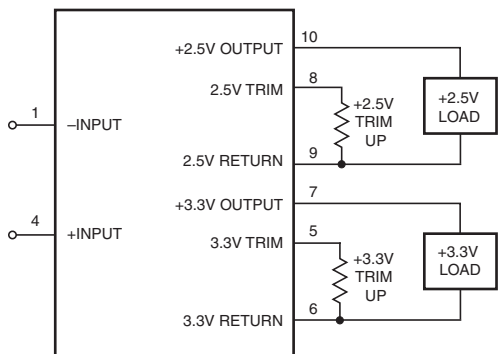 +2.5V OUTPUT
10
2.5V TRIM
8
+2.5V
TRIM
UP
+2.5V
LOAD
1
–INPUT
2.5V RETURN
9
+3.3V OUTPUT
7
4
+INPUT
3.3V TRIM
5
+3.3V
TRIM
UP
+3.3V
LOAD
3.3V RETURN
6